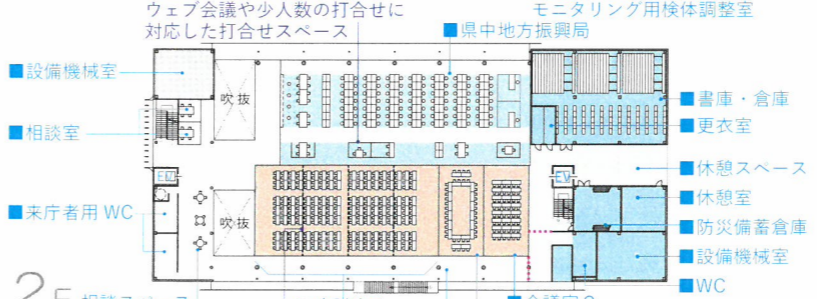 ウェブ会議や少人数の打合せに
対応した打合せスペース
モニタリング用検体調整室
■県中地方振興局
■設備機械室
吹抜
■書庫・倉庫
■相談室
■更衣室
EV
EV
■休憩スペース
■休憩室
■来庁者用 WC
吹抜
■防災備蓄倉庫
■設備機械室
■WC
2F